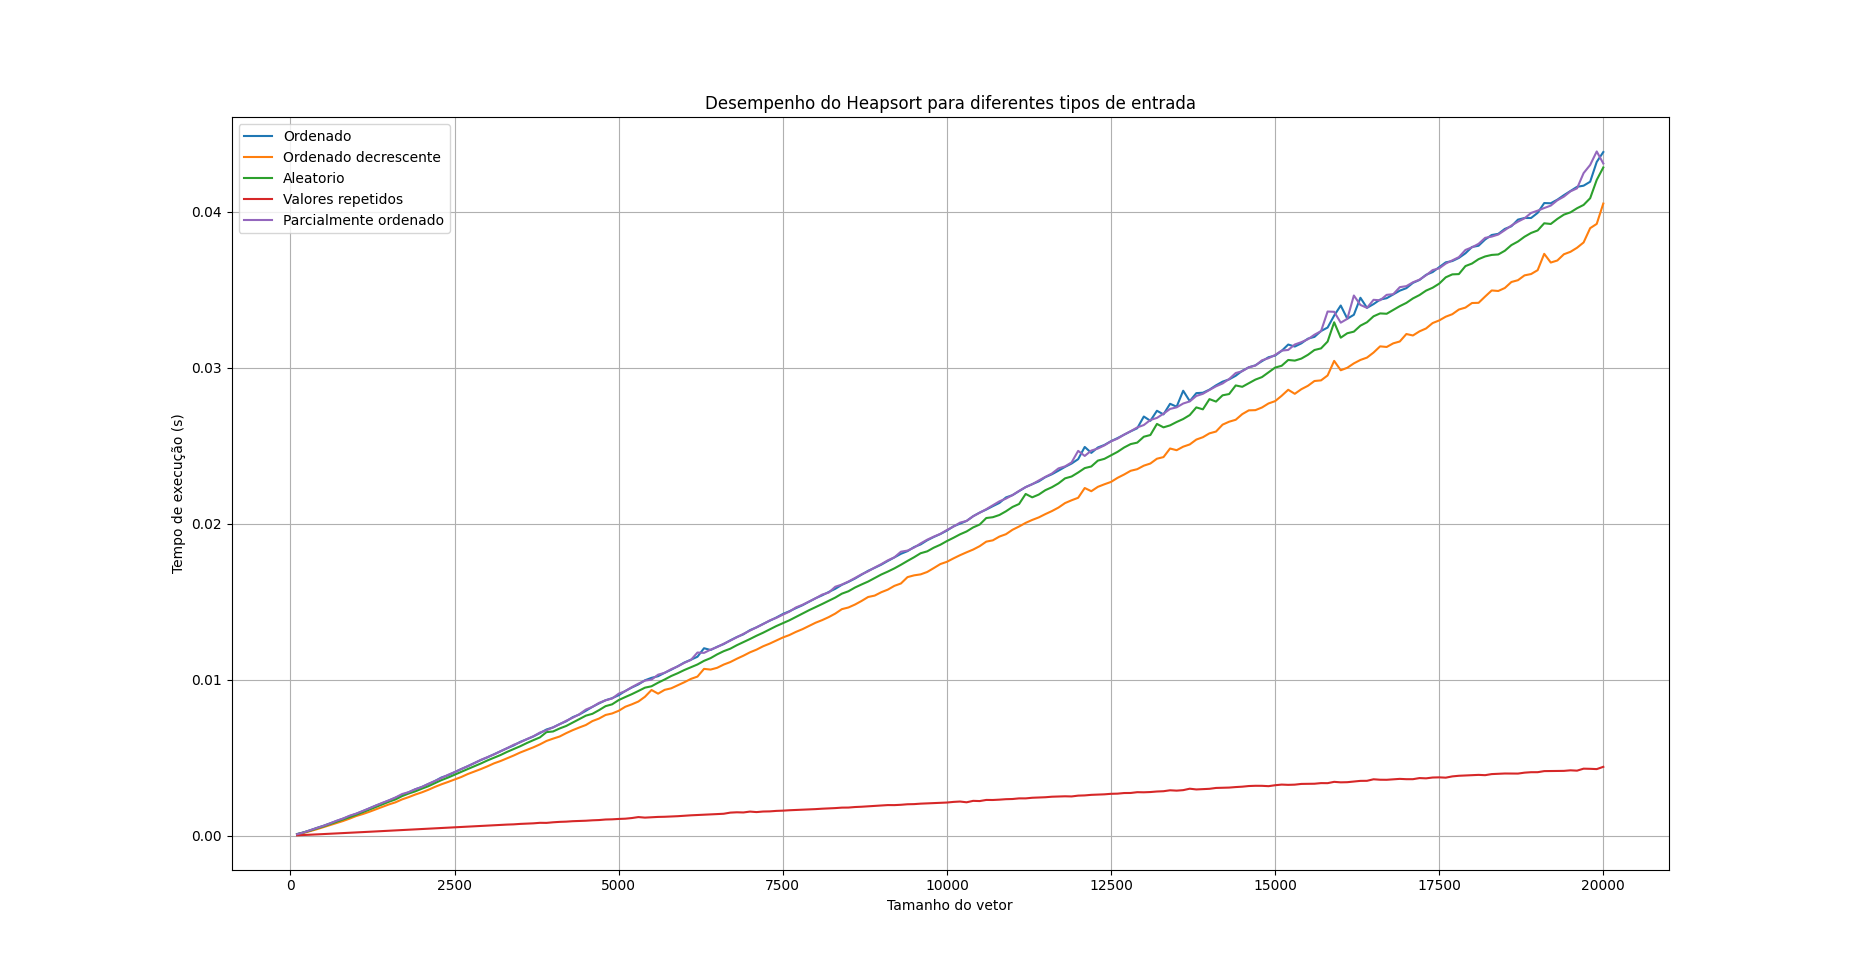 Desempenho do Heapsort para diferentes tipos de entrada
Ordenado
Ordenado decrescente
Aleatorio
Valores repetidos
Parcialmente ordenado
Tempo de execução (s)
0.04
0.03
0.02
0.01
0.00
0 2500 5000 7500 10000 12500 15000 17500 20000
Tamanho do vetor